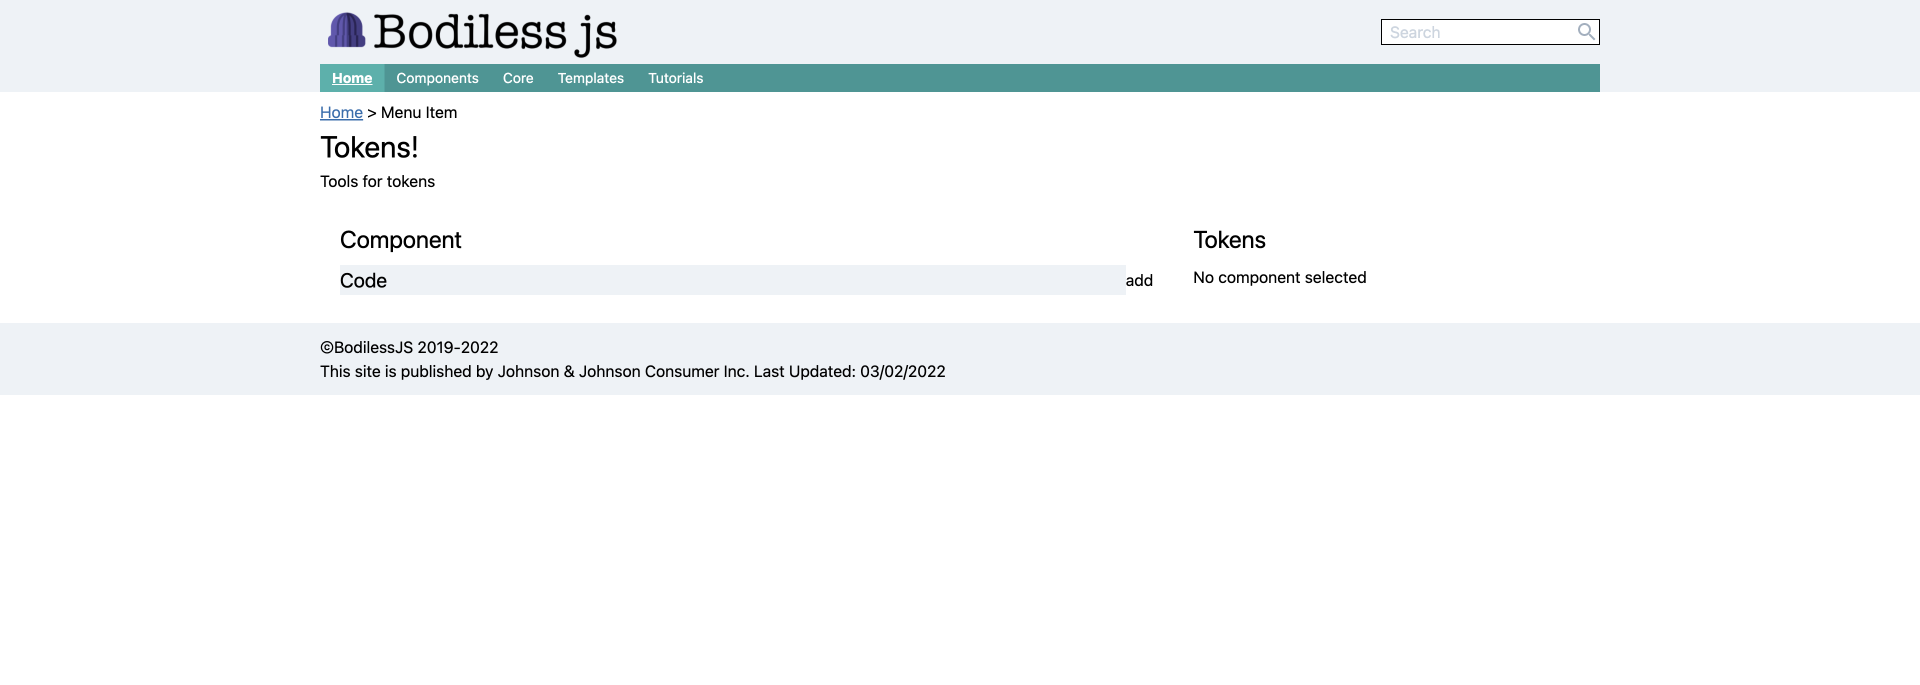 Bodiless js
Search
Home Components Core Templates Tutorials
Home > Menu Item
Tokens!
Tools for tokens
Component
Code add
Tokens
No component selected
©BodilessJS 2019-2022
This site is published by Johnson & Johnson Consumer Inc. Last Updated: 03/02/2022